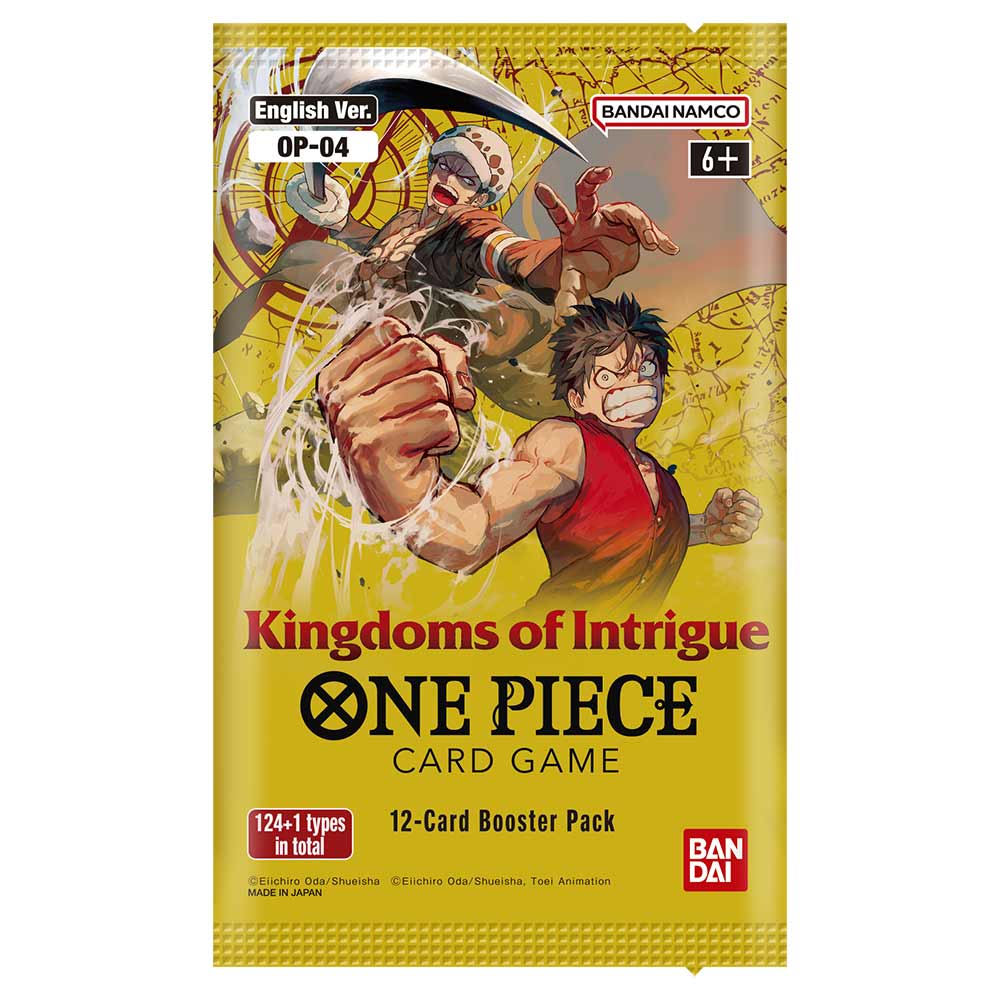 English Ver.
OP-04
BANDAI NAMCO
6+
Kingdoms of Intrigue
ONE PIECE
CARD GAME
124+1 types
in total
12-Card Booster Pack
BAN
DAI
©Eiichiro Oda/Shueisha ©Eiichiro Oda/Shueisha, Toei Animation
MADE IN JAPAN